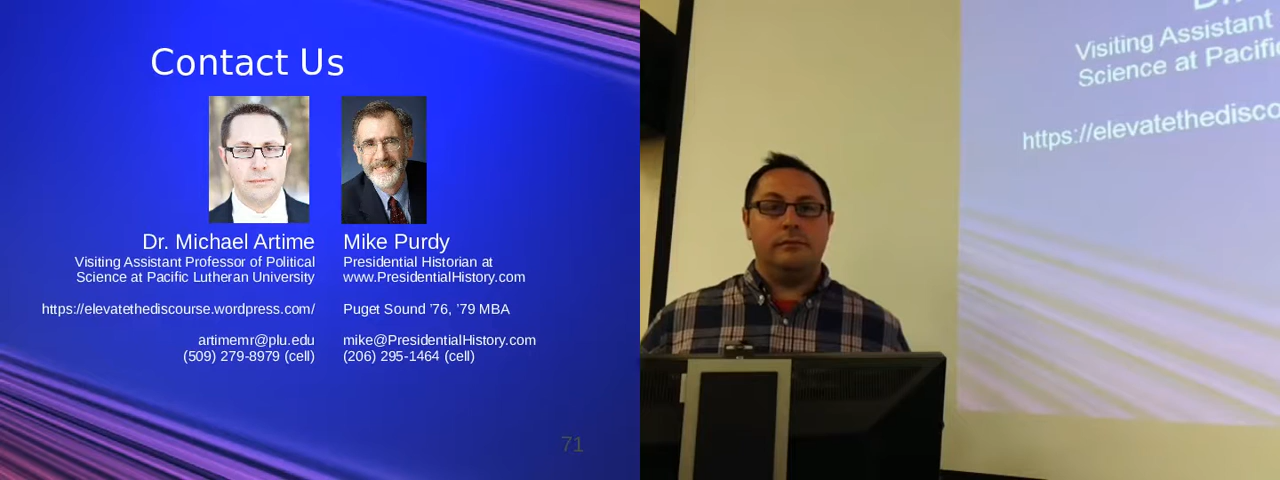 Contact Us
Dr. Michael Artime
Visiting Assistant Professor of Political
Science at Pacific Lutheran University
https://elevatethediscourse.wordpress.com/
artimemr@plu.edu
(509) 279-8979 (cell)
Mike Purdy
Presidential Historian at
www.PresidentialHistory.com
Puget Sound ’76, ’79 MBA
mike@PresidentialHistory.com
(206) 295-1464 (cell)
71
Visiting Assistant
Science at Pacific
https://elevatethedisco